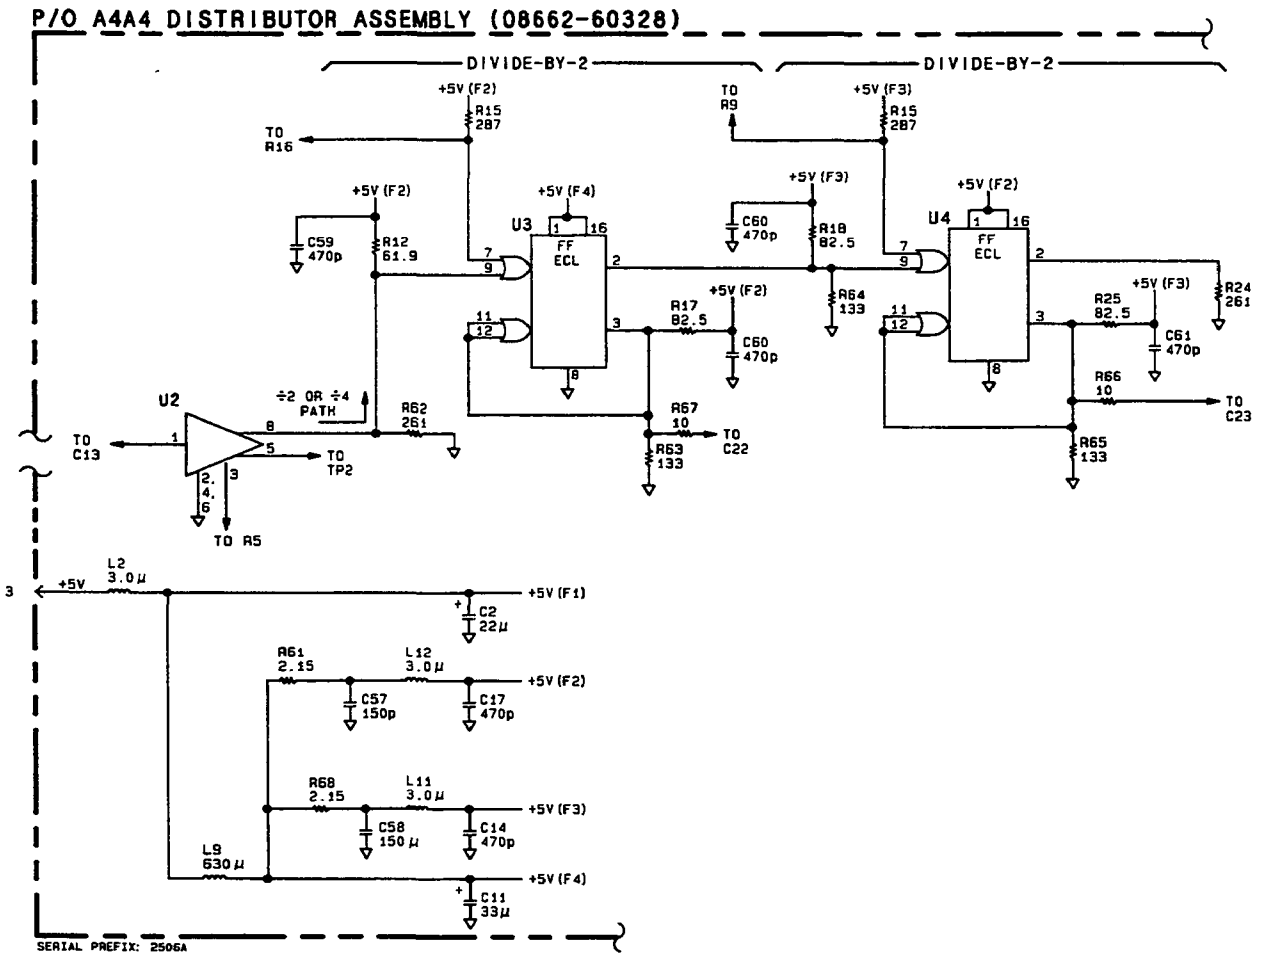 P/O A4A4 DISTRIBUTOR ASSEMBLY (08662-60328)
DIVIDE-BY-2
DIVIDE-BY-2
+5V(F2)
R15
287
TO
R16
TO
R9
+5V(F3)
R15
287
+5V(F2)
C59
470p
R12
61.9
+5V(F4)
U3
1
16
FF
ECL
7
9
2
11
12
3
8
+5V(F3)
C60
470p
R18
82.5
R64
133
+5V(F2)
R17
82.5
C60
470p
R67
10
TO
C22
R63
133
+5V(F2)
U4
1
16
FF
ECL
7
9
2
11
12
3
8
R24
261
+5V(F3)
R25
82.5
C61
470p
R66
10
TO
C23
R65
133
÷2 OR ÷4
PATH
R62
261
U2
TO
C13
1
8
5
TO
TP2
2.
4.
6
3
TO R5
3
+5V
L2
3.0µ
+5V(F1)
+
C2
22µ
R61
2.15
L12
3.0µ
+5V(F2)
C57
150p
C17
470p
R68
2.15
L11
3.0µ
+5V(F3)
C58
150µ
C14
470p
L9
630µ
+5V(F4)
+
C11
33µ
SERIAL PREFIX: 2506A